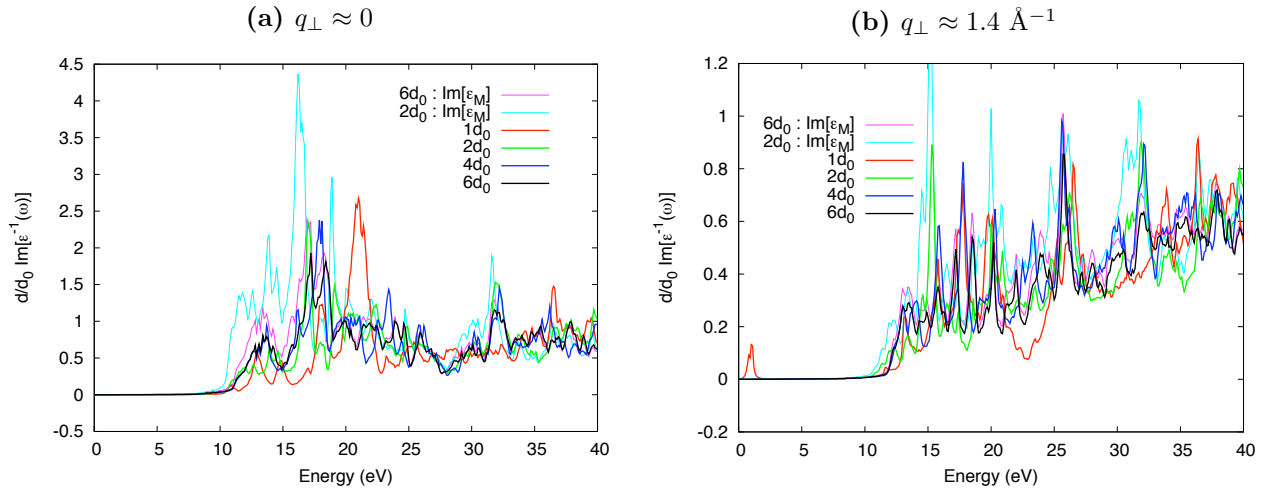 (a) q⊥ ≈ 0
4.5
4
3.5
3
2.5
2
1.5
1
0.5
0
-0.5
d/d₀ Im[ε⁻¹(ω)]
6d₀ : Im[ε_M]
2d₀ : Im[ε_M]
1d₀
2d₀
4d₀
6d₀
0 5 10 15 20 25 30 35 40
Energy (eV)
(b) q⊥ ≈ 1.4 Å⁻¹
1.2
1
0.8
0.6
0.4
0.2
0
-0.2
d/d₀ Im[ε⁻¹(ω)]
6d₀ : Im[ε_M]
2d₀ : Im[ε_M]
1d₀
2d₀
4d₀
6d₀
0 5 10 15 20 25 30 35 40
Energy (eV)